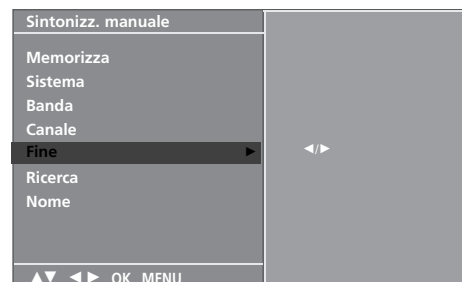 Sintonizz. manuale
Memorizza
Sistema
Banda
Canale
Fine ▶ ◀/▶
Ricerca
Nome
▲▼ ◀ ▶ OK MENU